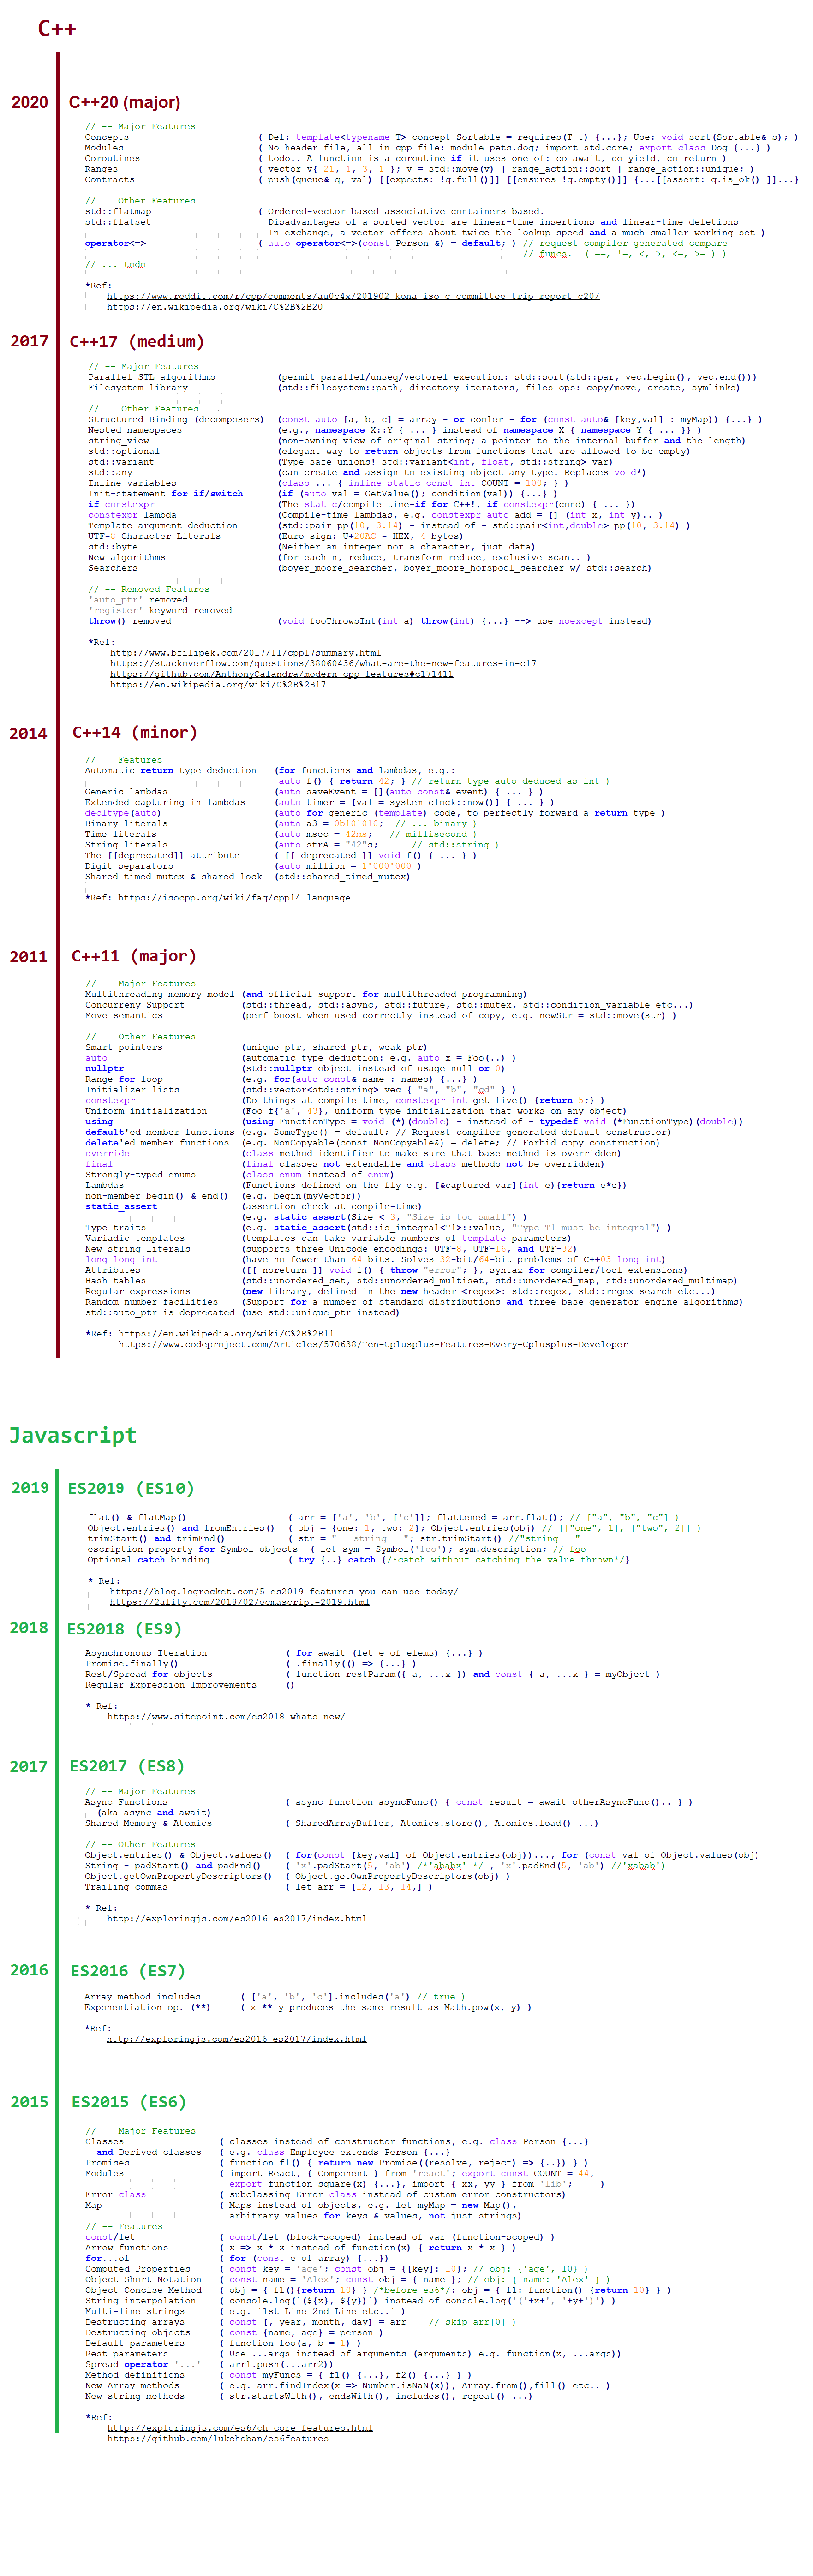 C++
2020 C++20 (major)
// -- Major Features
Concepts ( Def: template<typename T> concept Sortable = requires(T t) {...}; Use: void sort(Sortable& s); )
Modules ( No header file, all in cpp file: module pets.dog; import std.core; export class Dog {...} )
Coroutines ( todo.. A function is a coroutine if it uses one of: co_await, co_yield, co_return )
Ranges ( vector v{ 21, 1, 3, 1 }; v = std::move(v) | range_action::sort | range_action::unique; )
Contracts ( push(queue& q, val) [[expects: !q.full()]] [[ensures !q.empty()]] {...[[assert: q.is_ok() ]]...}
// -- Other Features
std::flatmap ( Ordered-vector based associative containers based.
std::flatset Disadvantages of a sorted vector are linear-time insertions and linear-time deletions
In exchange, a vector offers about twice the lookup speed and a much smaller working set )
operator<=> ( auto operator<=>(const Person &) = default; ) // request compiler generated compare
// funcs. ( ==, !=, <, >, <=, >= ) )
// ... todo
*Ref:
https://www.reddit.com/r/cpp/comments/au0c4x/201902_kona_iso_c_committee_trip_report_c20/
https://en.wikipedia.org/wiki/C%2B%2B20
2017 C++17 (medium)
// -- Major Features
Parallel STL algorithms (permit parallel/unseq/vectorel execution: std::sort(std::par, vec.begin(), vec.end()))
Filesystem library (std::filesystem::path, directory iterators, files ops: copy/move, create, symlinks)
// -- Other Features
Structured Binding (decomposers) (const auto [a, b, c] = array - or cooler - for (const auto& [key,val] : myMap)) {...} )
Nested namespaces (e.g., namespace X::Y { ... } instead of namespace X { namespace Y { ... }} )
string_view (non-owning view of original string; a pointer to the internal buffer and the length)
std::optional (elegant way to return objects from functions that are allowed to be empty)
std::variant (Type safe unions! std::variant<int, float, std::string> var)
std::any (can create and assign to existing object any type. Replaces void*)
Inline variables (class ... { inline static const int COUNT = 100; } )
Init-statement for if/switch (if (auto val = GetValue(); condition(val)) {...} )
if constexpr (The static/compile time-if for C++!, if constexpr(cond) { ... })
constexpr lambda (Compile-time lambdas, e.g. constexpr auto add = [] (int x, int y).. )
Template argument deduction (std::pair pp(10, 3.14) - instead of - std::pair<int,double> pp(10, 3.14) )
UTF-8 Character Literals (Euro sign: U+20AC - HEX, 4 bytes)
std::byte (Neither an integer nor a character, just data)
New algorithms (for_each_n, reduce, transform_reduce, exclusive_scan.. )
Searchers (boyer_moore_searcher, boyer_moore_horspool_searcher w/ std::search)
// -- Removed Features
'auto_ptr' removed
'register' keyword removed
throw() removed (void fooThrowsInt(int a) throw(int) {...} --> use noexcept instead)
*Ref:
http://www.bfilipek.com/2017/11/cpp17summary.html
https://stackoverflow.com/questions/38060436/what-are-the-new-features-in-c17
https://github.com/AnthonyCalandra/modern-cpp-features#c171411
https://en.wikipedia.org/wiki/C%2B%2B17
2014 C++14 (minor)
// -- Features
Automatic return type deduction (for functions and lambdas, e.g.:
auto f() { return 42; } // return type auto deduced as int )
Generic lambdas (auto saveEvent = [](auto const& event) { ... } )
Extended capturing in lambdas (auto timer = [val = system_clock::now()] { ... } )
decltype(auto) (auto for generic (template) code, to perfectly forward a return type )
Binary literals (auto a3 = 0b101010; // ... binary )
Time literals (auto msec = 42ms; // millisecond )
String literals (auto strA = "42"s; // std::string )
The [[deprecated]] attribute ( [[ deprecated ]] void f() { ... } )
Digit separators (auto million = 1'000'000 )
Shared timed mutex & shared lock (std::shared_timed_mutex)
*Ref: https://isocpp.org/wiki/faq/cpp14-language
2011 C++11 (major)
// -- Major Features
Multithreading memory model (and official support for multithreaded programming)
Concurreny Support (std::thread, std::async, std::future, std::mutex, std::condition_variable etc...)
Move semantics (perf boost when used correctly instead of copy, e.g. newStr = std::move(str) )
// -- Other Features
Smart pointers (unique_ptr, shared_ptr, weak_ptr)
auto (automatic type deduction: e.g. auto x = Foo(..) )
nullptr (std::nullptr object instead of usage null or 0)
Range for loop (e.g. for(auto const& name : names) {...} )
Initializer lists (std::vector<std::string> vec { "a", "b", "cd" } )
constexpr (Do things at compile time, constexpr int get_five() {return 5;} )
Uniform initialization (Foo f{'a', 43}, uniform type initialization that works on any object)
using (using FunctionType = void (*)(double) - instead of - typedef void (*FunctionType)(double))
default'ed member functions (e.g. SomeType() = default; // Request compiler generated default constructor)
delete'ed member functions (e.g. NonCopyable(const NonCopyable&) = delete; // Forbid copy construction)
override (class method identifier to make sure that base method is overridden)
final (final classes not extendable and class methods not be overridden)
Strongly-typed enums (class enum instead of enum)
Lambdas (Functions defined on the fly e.g. [&captured_var](int e){return e*e})
non-member begin() & end() (e.g. begin(myVector))
static_assert (assertion check at compile-time)
(e.g. static_assert(Size < 3, "Size is too small") )
Type traits (e.g. static_assert(std::is_integral<T1>::value, "Type T1 must be integral") )
Variadic templates (templates can take variable numbers of template parameters)
New string literals (supports three Unicode encodings: UTF-8, UTF-16, and UTF-32)
long long int (have no fewer than 64 bits. Solves 32-bit/64-bit problems of C++03 long int)
Attributes ([[ noreturn ]] void f() { throw "error"; }, syntax for compiler/tool extensions)
Hash tables (std::unordered_set, std::unordered_multiset, std::unordered_map, std::unordered_multimap)
Regular expressions (new library, defined in the new header <regex>: std::regex, std::regex_search etc...)
Random number facilities (Support for a number of standard distributions and three base generator engine algorithms)
std::auto_ptr is deprecated (use std::unique_ptr instead)
*Ref: https://en.wikipedia.org/wiki/C%2B%2B11
https://www.codeproject.com/Articles/570638/Ten-Cplusplus-Features-Every-Cplusplus-Developer
Javascript
2019 ES2019 (ES10)
flat() & flatMap() ( arr = ['a', 'b', ['c']]; flattened = arr.flat(); // ["a", "b", "c"] )
Object.entries() and fromEntries() ( obj = {one: 1, two: 2}; Object.entries(obj) // [["one", 1], ["two", 2]] )
trimStart() and trimEnd() ( str = "   string   "; str.trimStart() //"string   "
escription property for Symbol objects ( let sym = Symbol('foo'); sym.description; // foo
Optional catch binding ( try {..} catch {/*catch without catching the value thrown*/}
* Ref:
https://blog.logrocket.com/5-es2019-features-you-can-use-today/
https://2ality.com/2018/02/ecmascript-2019.html
2018 ES2018 (ES9)
Asynchronous Iteration ( for await (let e of elems) {...} )
Promise.finally() ( .finally(() => {...} )
Rest/Spread for objects ( function restParam({ a, ...x }) and const { a, ...x } = myObject )
Regular Expression Improvements ()
* Ref:
https://www.sitepoint.com/es2018-whats-new/
2017 ES2017 (ES8)
// -- Major Features
Async Functions ( async function asyncFunc() { const result = await otherAsyncFunc().. } )
(aka async and await)
Shared Memory & Atomics ( SharedArrayBuffer, Atomics.store(), Atomics.load() ...)
// -- Other Features
Object.entries() & Object.values() ( for(const [key,val] of Object.entries(obj))..., for (const val of Object.values(obj)
String - padStart() and padEnd() ( 'x'.padStart(5, 'ab') /*'ababx' */ , 'x'.padEnd(5, 'ab') //'xabab')
Object.getOwnPropertyDescriptors() ( Object.getOwnPropertyDescriptors(obj) )
Trailing commas ( let arr = [12, 13, 14,] )
* Ref:
http://exploringjs.com/es2016-es2017/index.html
2016 ES2016 (ES7)
Array method includes ( ['a', 'b', 'c'].includes('a') // true )
Exponentiation op. (**) ( x ** y produces the same result as Math.pow(x, y) )
*Ref:
http://exploringjs.com/es2016-es2017/index.html
2015 ES2015 (ES6)
// -- Major Features
Classes ( classes instead of constructor functions, e.g. class Person {...}
and Derived classes ( e.g. class Employee extends Person {...}
Promises ( function f1() { return new Promise((resolve, reject) => {..}) } )
Modules ( import React, { Component } from 'react'; export const COUNT = 44,
export function square(x) {...}, import { xx, yy } from 'lib'; )
Error class ( subclassing Error class instead of custom error constructors)
Map ( Maps instead of objects, e.g. let myMap = new Map(),
arbitrary values for keys & values, not just strings)
// -- Features
const/let ( const/let (block-scoped) instead of var (function-scoped) )
Arrow functions ( x => x * x instead of function(x) { return x * x } )
for...of ( for (const e of array) {...})
Computed Properties ( const key = 'age'; const obj = {[key]: 10}; // obj: {'age', 10} )
Object Short Notation ( const name = 'Alex'; const obj = { name }; // obj: { name: 'Alex' } )
Object Concise Method ( obj = { f1(){return 10} } /*before es6*/: obj = { f1: function() {return 10} } )
String interpolation ( console.log(`(${x}, ${y})`) instead of console.log('('+x+', '+y+')') )
Multi-line strings ( e.g. `1st_Line 2nd_Line etc..` )
Destructing arrays ( const [, year, month, day] = arr // skip arr[0] )
Destructing objects ( const {name, age} = person )
Default parameters ( function foo(a, b = 1) )
Rest parameters ( Use ...args instead of arguments (arguments) e.g. function(x, ...args))
Spread operator '...' ( arr1.push(...arr2))
Method definitions ( const myFuncs = { f1() {...}, f2() {...} } )
New Array methods ( e.g. arr.findIndex(x => Number.isNaN(x)), Array.from(),fill() etc.. )
New string methods ( str.startsWith(), endsWith(), includes(), repeat() ...)
*Ref:
http://exploringjs.com/es6/ch_core-features.html
https://github.com/lukehoban/es6features